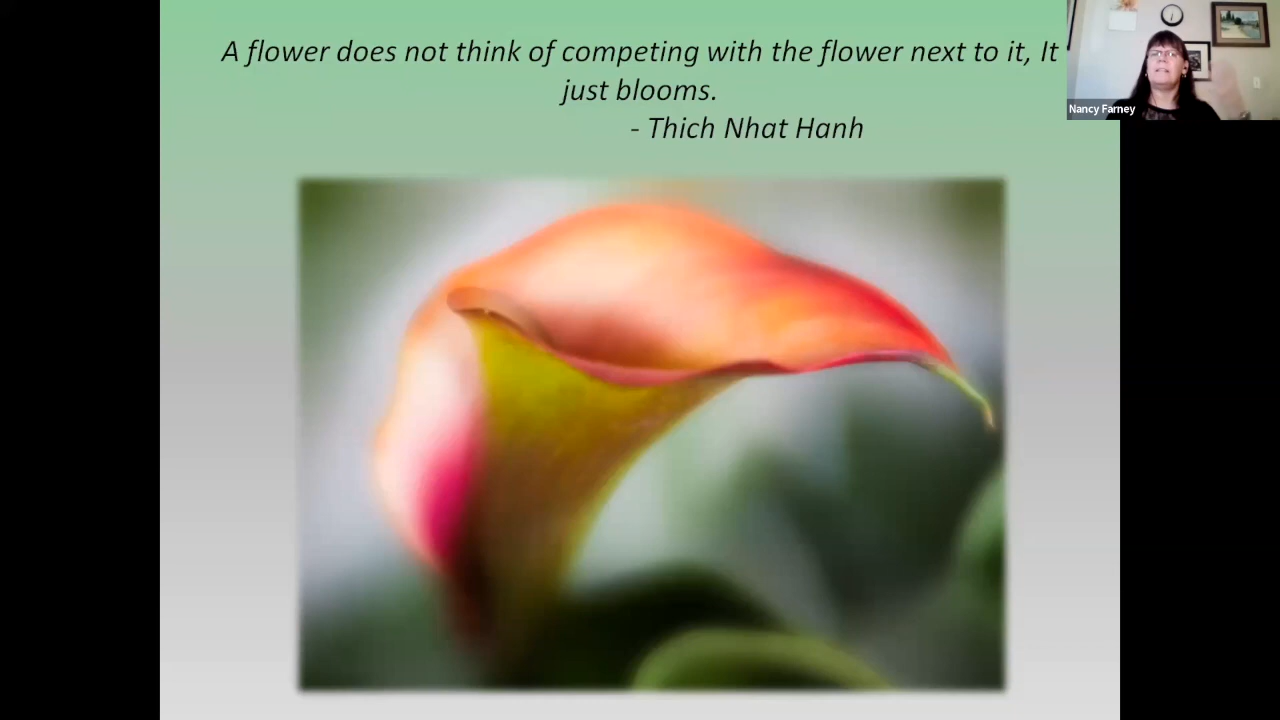 A flower does not think of competing with the flower next to it, It
just blooms.
- Thich Nhat Hanh
Nancy Farney